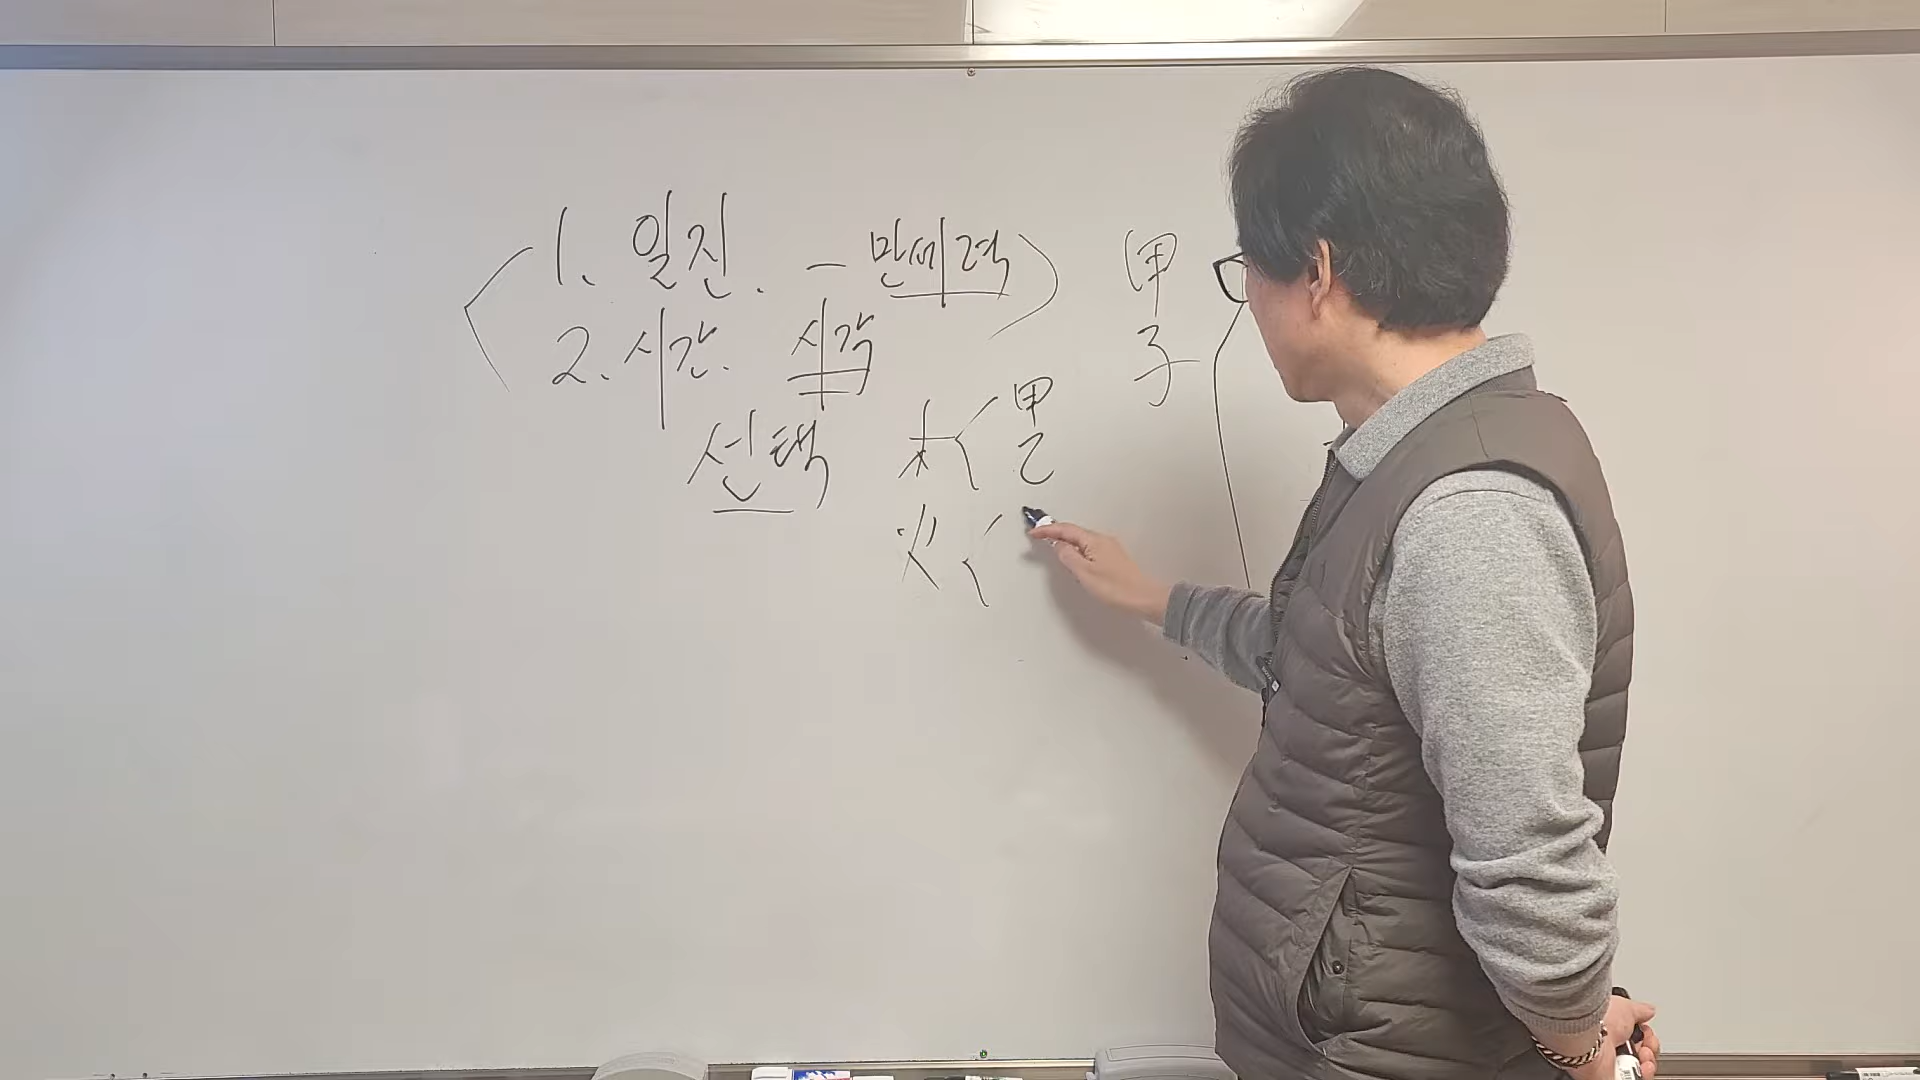 1. 일진. - 만세력
2. 시간. 시각
선택
木 甲
乙
火
甲
子